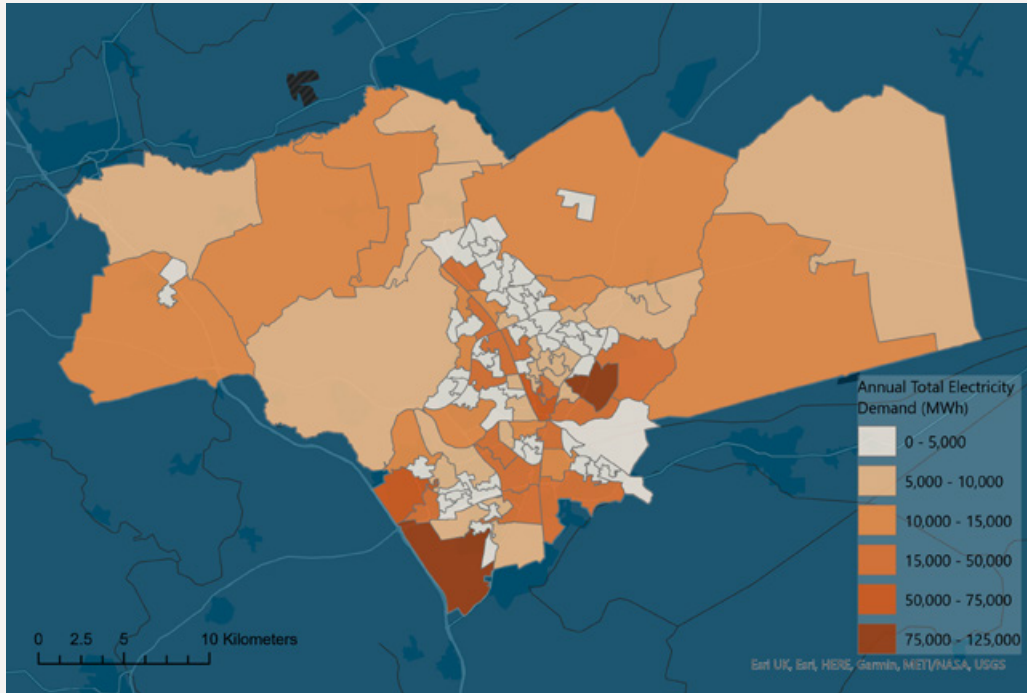 Annual Total Electricity
Demand (MWh)
0 - 5,000
5,000 - 10,000
10,000 - 15,000
15,000 - 50,000
50,000 - 75,000
75,000 - 125,000
0 2.5 5 10 Kilometers
Esri UK, Esri, HERE, Garmin, METI/NASA, USGS